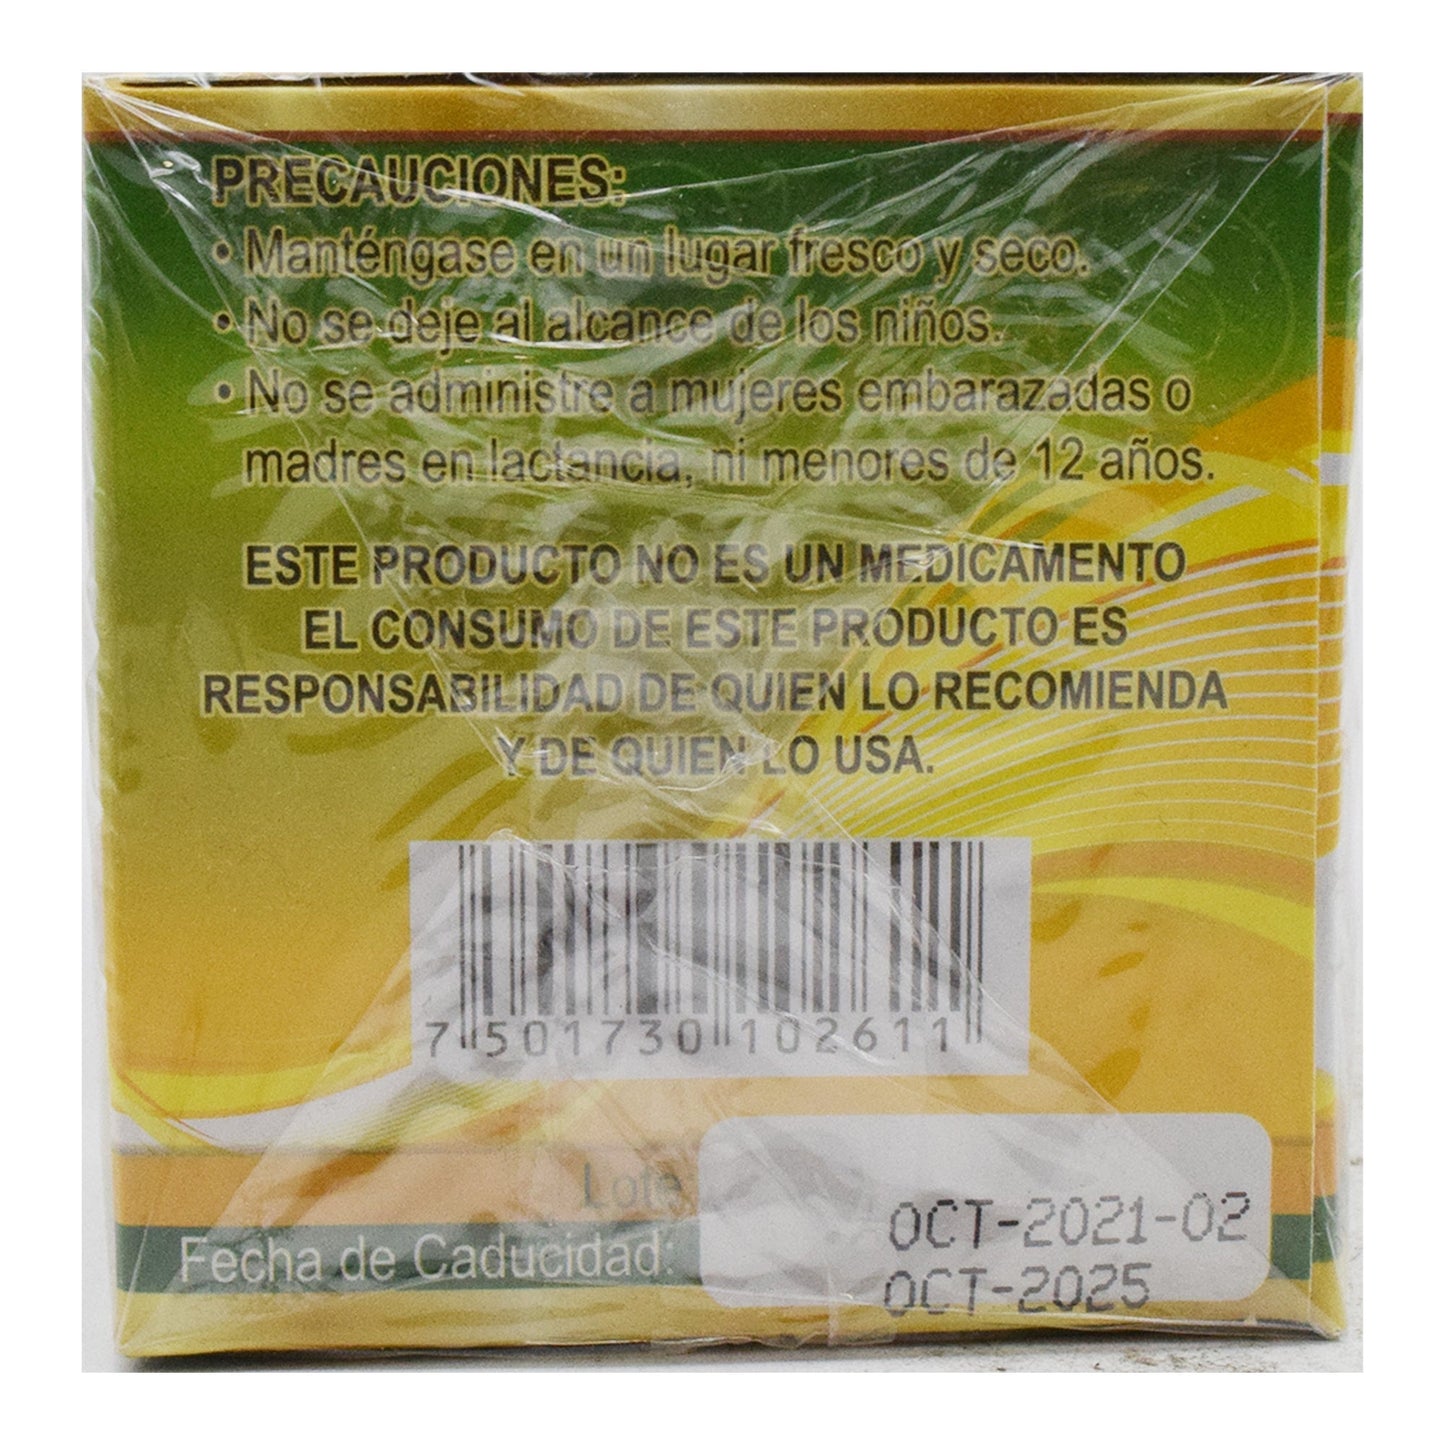 PRECAUCIONES:
• Manténgase en un lugar fresco y seco.
• No se deje al alcance de los niños.
• No se administre a mujeres embarazadas o
madres en lactancia, ni menores de 12 años.
ESTE PRODUCTO NO ES UN MEDICAMENTO
EL CONSUMO DE ESTE PRODUCTO ES
RESPONSABILIDAD DE QUIEN LO RECOMIENDA
Y DE QUIEN LO USA.
7 501730 102611
Lote:
OCT-2021-02
Fecha de Caducidad:
OCT-2025